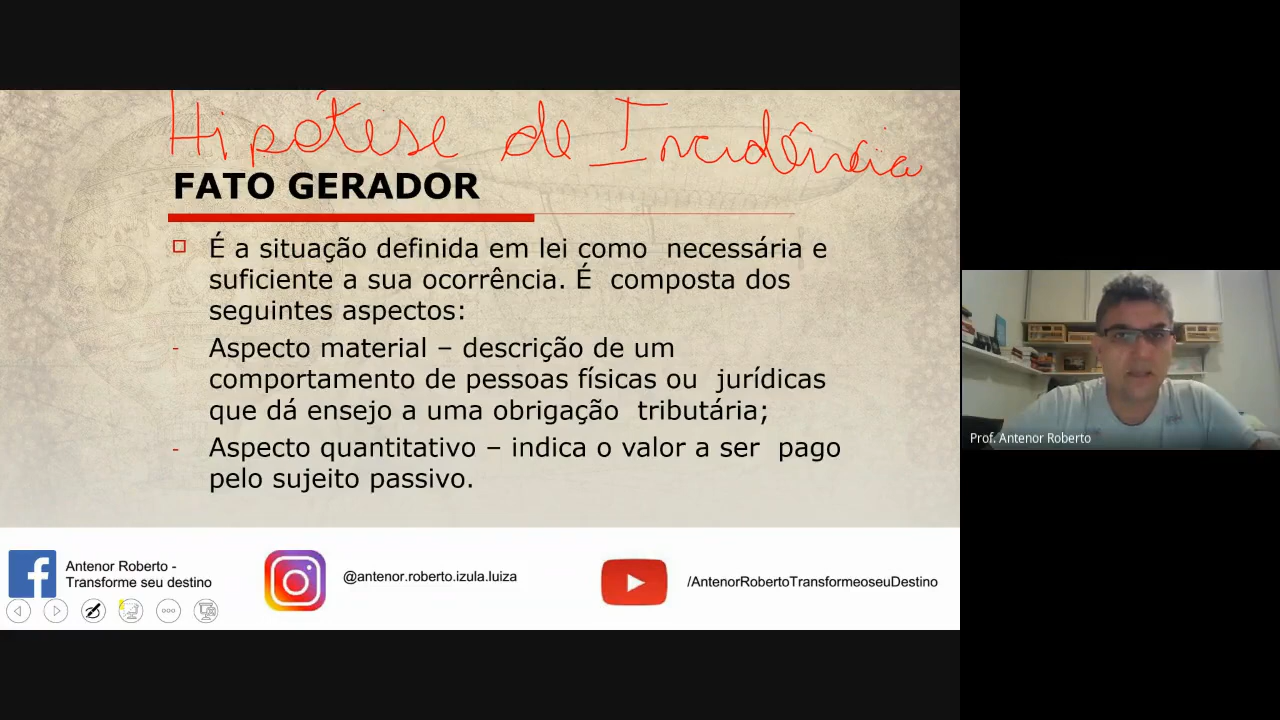 Hipótese de Incidência
FATO GERADOR
É a situação definida em lei como necessária e
suficiente a sua ocorrência. É composta dos
seguintes aspectos:
- Aspecto material – descrição de um
comportamento de pessoas físicas ou jurídicas
que dá ensejo a uma obrigação tributária;
- Aspecto quantitativo – indica o valor a ser pago
pelo sujeito passivo.
Antenor Roberto -
Transforme seu destino
@antenor.roberto.izula.luiza
/AntenorRobertoTransformeoseuDestino
Prof. Antenor Roberto